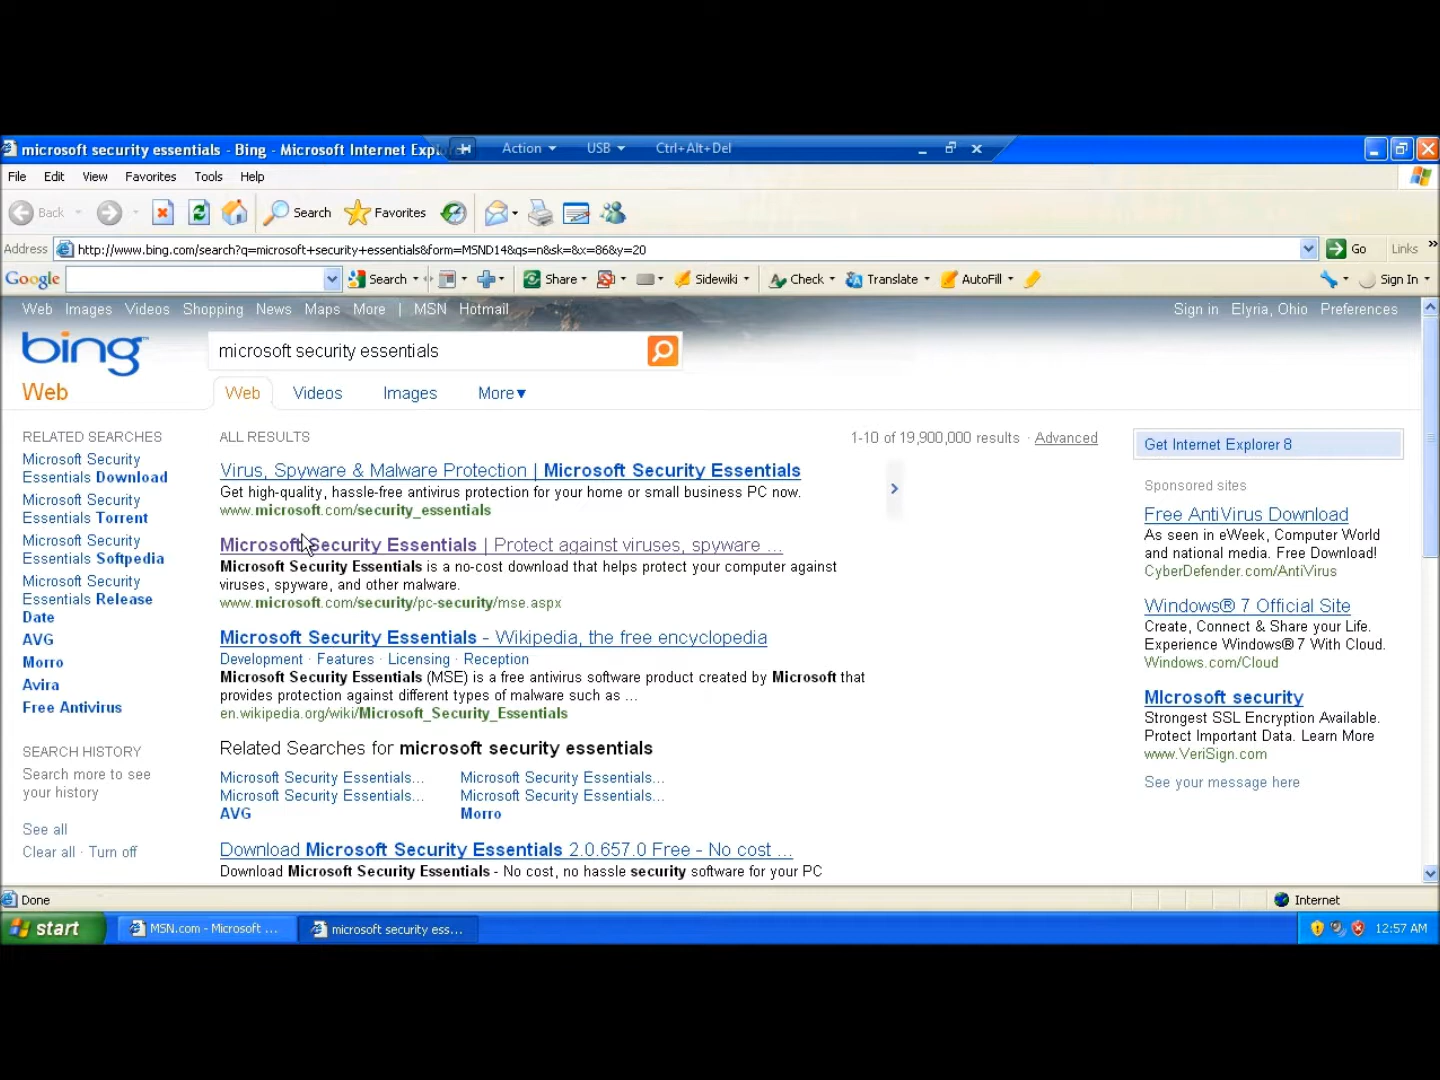 microsoft security essentials - Bing - Microsoft Internet Expl
Action USB Ctrl+Alt+Del
File Edit View Favorites Tools Help
Back Search Favorites
Address http://www.bing.com/search?q=microsoft+security+essentials&form=MSND14&qs=n&sk=&x=86&y=20 Go Links »
Google Search Share Sidewiki Check Translate AutoFill Sign In
Web Images Videos Shopping News Maps More | MSN Hotmail Sign in Elyria, Ohio Preferences
bing
microsoft security essentials
Web
Web Videos Images More▼
RELATED SEARCHES
Microsoft Security
Essentials Download
Microsoft Security
Essentials Torrent
Microsoft Security
Essentials Softpedia
Microsoft Security
Essentials Release
Date
AVG
Morro
Avira
Free Antivirus
SEARCH HISTORY
Search more to see
your history
See all
Clear all · Turn off
ALL RESULTS 1-10 of 19,900,000 results · Advanced
Virus, Spyware & Malware Protection | Microsoft Security Essentials
Get high-quality, hassle-free antivirus protection for your home or small business PC now.
www.microsoft.com/security_essentials
Microsoft Security Essentials | Protect against viruses, spyware ...
Microsoft Security Essentials is a no-cost download that helps protect your computer against
viruses, spyware, and other malware.
www.microsoft.com/security/pc-security/mse.aspx
Microsoft Security Essentials - Wikipedia, the free encyclopedia
Development · Features · Licensing · Reception
Microsoft Security Essentials (MSE) is a free antivirus software product created by Microsoft that
provides protection against different types of malware such as ...
en.wikipedia.org/wiki/Microsoft_Security_Essentials
Related Searches for microsoft security essentials
Microsoft Security Essentials... Microsoft Security Essentials...
Microsoft Security Essentials... Microsoft Security Essentials...
AVG Morro
Download Microsoft Security Essentials 2.0.657.0 Free - No cost ...
Download Microsoft Security Essentials - No cost, no hassle security software for your PC
Get Internet Explorer 8
Sponsored sites
Free AntiVirus Download
As seen in eWeek, Computer World
and national media. Free Download!
CyberDefender.com/AntiVirus
Windows® 7 Official Site
Create, Connect & Share your Life.
Experience Windows® 7 With Cloud.
Windows.com/Cloud
MIcrosoft security
Strongest SSL Encryption Available.
Protect Important Data. Learn More
www.VeriSign.com
See your message here
Done Internet
start MSN.com - Microsoft ... microsoft security ess... 12:57 AM